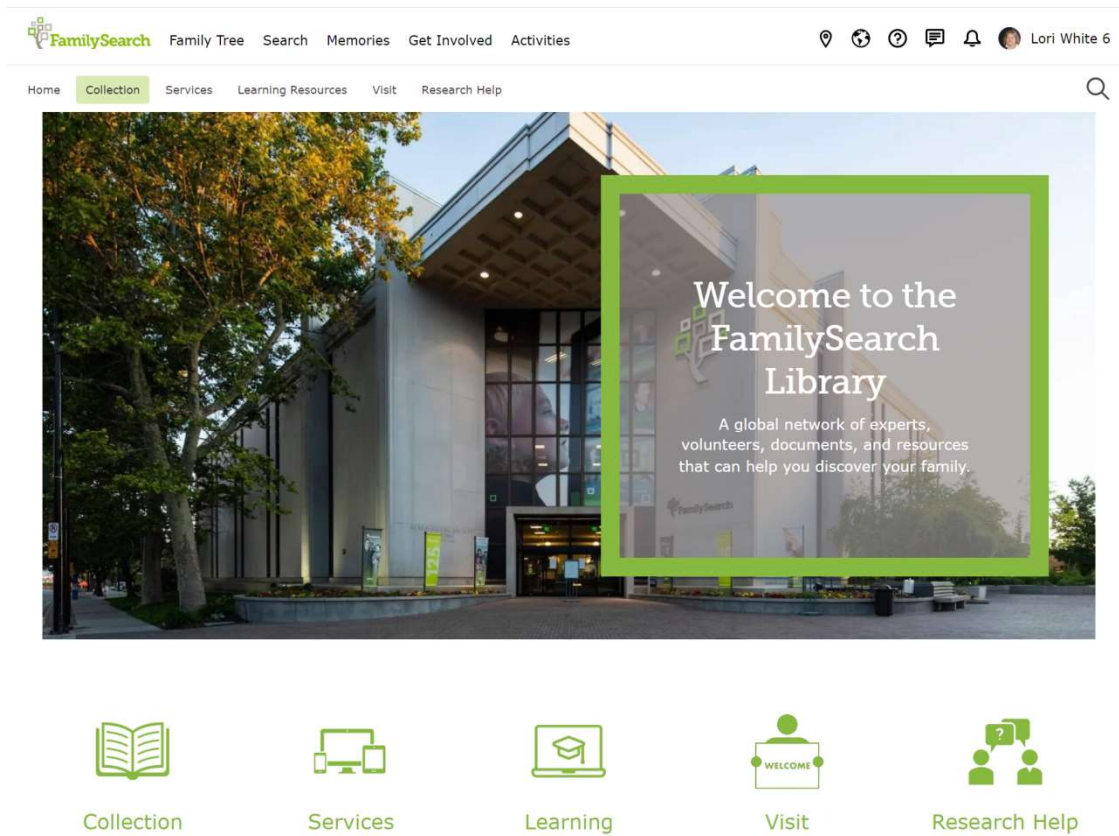 FamilySearch Family Tree Search Memories Get Involved Activities Lori White 6
Home Collection Services Learning Resources Visit Research Help
Welcome to the
FamilySearch
Library
A global network of experts,
volunteers, documents, and resources
that can help you discover your family.
FamilySearch
125
WELCOME
?
Collection Services Learning Visit Research Help